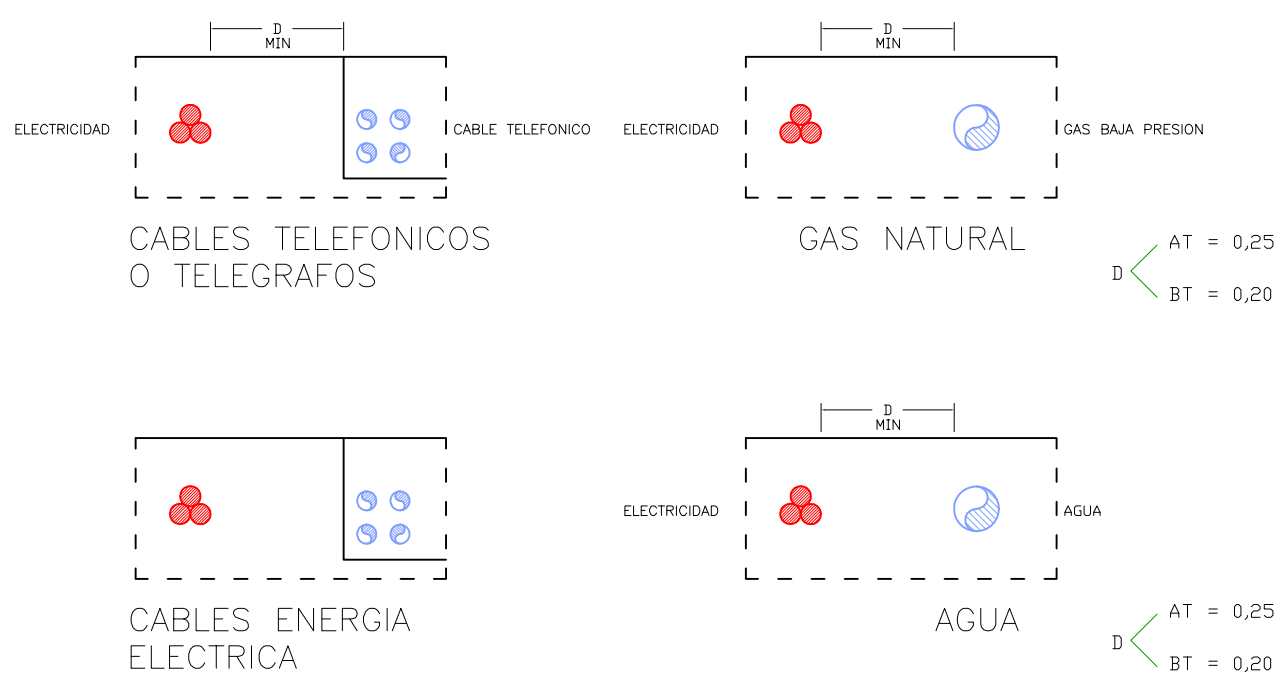 D
MIN
ELECTRICIDAD
CABLE TELEFONICO
CABLES TELEFONICOS
O TELEGRAFOS
D
MIN
ELECTRICIDAD
GAS BAJA PRESION
GAS NATURAL
AT = 0,25
D
BT = 0,20
CABLES ENERGIA
ELECTRICA
D
MIN
ELECTRICIDAD
AGUA
AGUA
AT = 0,25
D
BT = 0,20